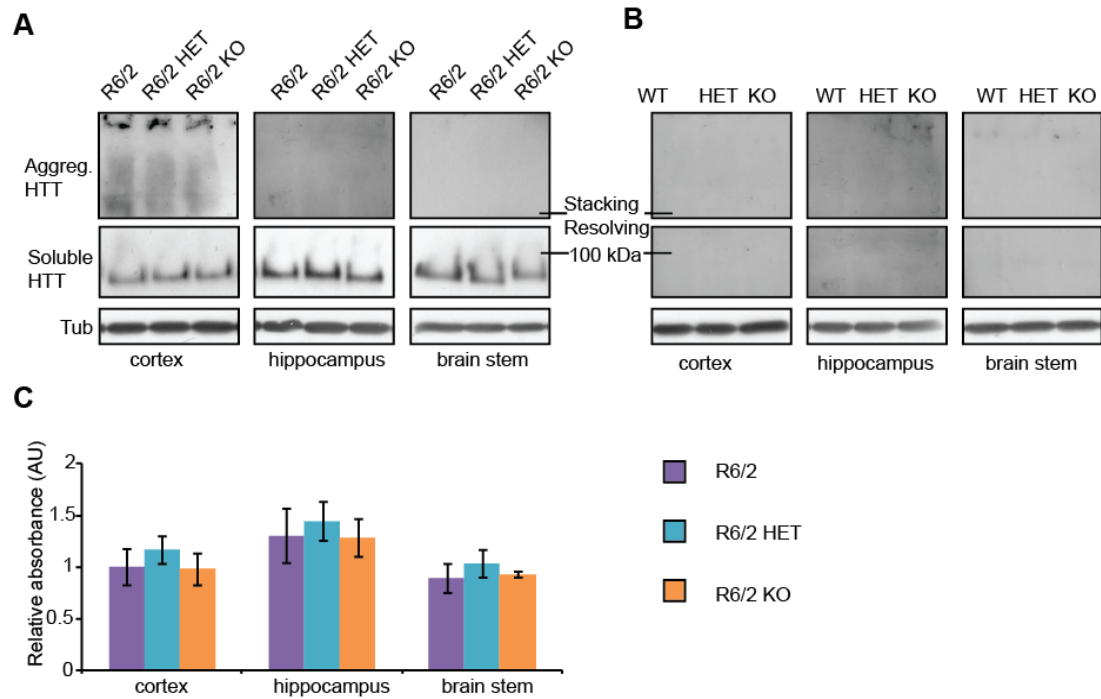 A
B
R6/2 R6/2 HET R6/2 KO
R6/2 R6/2 HET R6/2 KO
R6/2 R6/2 HET R6/2 KO
WT HET KO
WT HET KO
WT HET KO
Aggreg.
HTT
Stacking
Resolving
100 kDa
Soluble
HTT
Tub
cortex hippocampus brain stem
cortex hippocampus brain stem
C
Relative absorbance (AU)
2
1.5
1
0.5
0
cortex hippocampus brain stem
R6/2
R6/2 HET
R6/2 KO